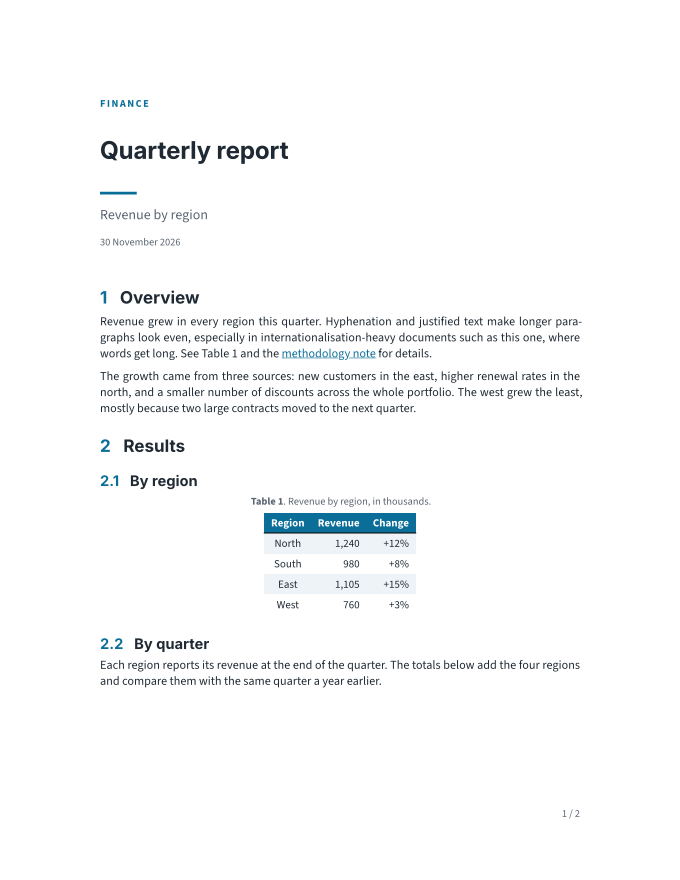 FINANCE
Quarterly report
Revenue by region
30 November 2026
1 Overview
Revenue grew in every region this quarter. Hyphenation and justified text make longer para-
graphs look even, especially in internationalisation-heavy documents such as this one, where
words get long. See Table 1 and the methodology note for details.
The growth came from three sources: new customers in the east, higher renewal rates in the
north, and a smaller number of discounts across the whole portfolio. The west grew the least,
mostly because two large contracts moved to the next quarter.
2 Results
2.1 By region
Table 1. Revenue by region, in thousands.
Region Revenue Change
North 1,240 +12%
South 980 +8%
East 1,105 +15%
West 760 +3%
2.2 By quarter
Each region reports its revenue at the end of the quarter. The totals below add the four regions
and compare them with the same quarter a year earlier.
1 / 2